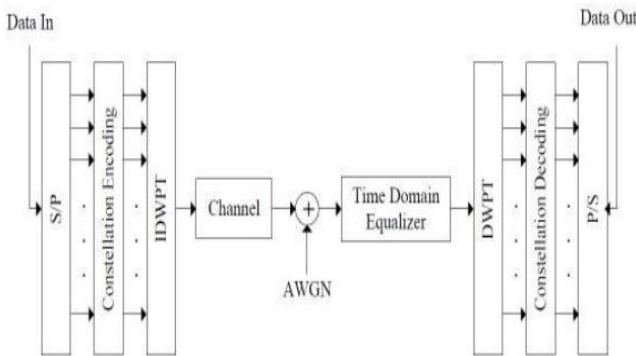 Data In
Data Out
S/P
Constellation Encoding
IDWPT
Channel
+
AWGN
Time Domain
Equalizer
DWPT
Constellation Decoding
P/S